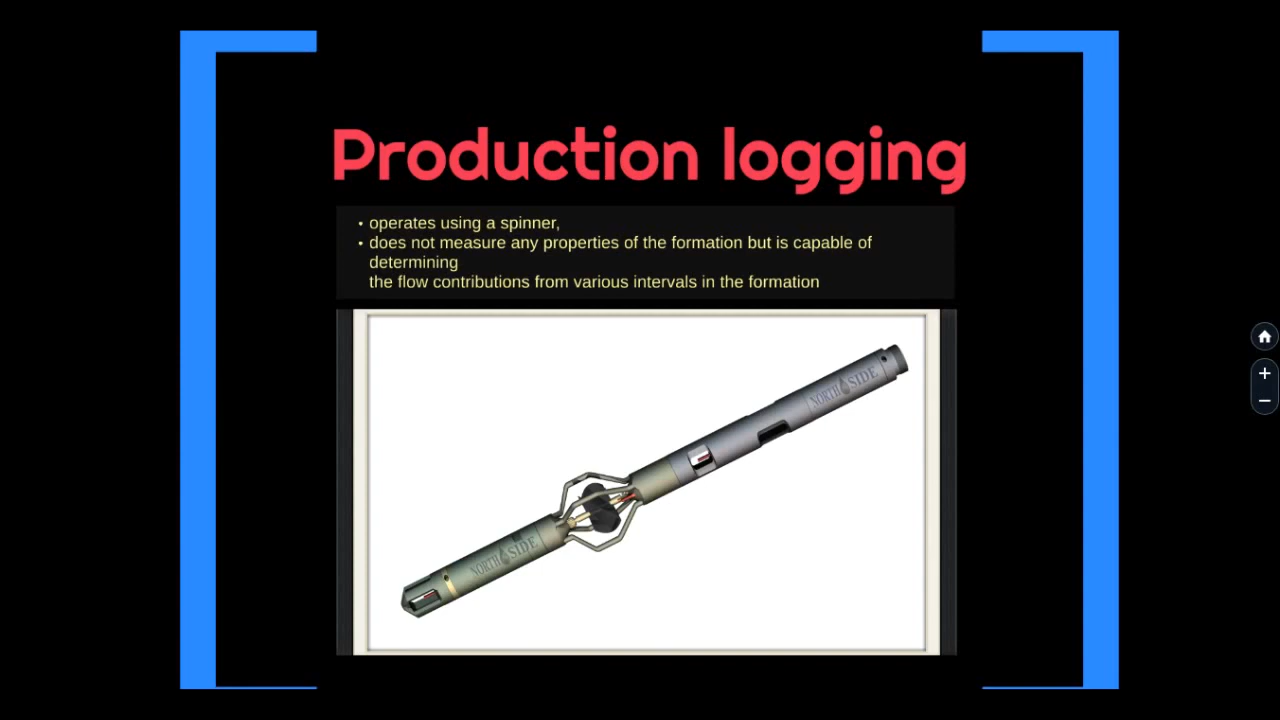 Production logging
• operates using a spinner,
• does not measure any properties of the formation but is capable of
determining
the flow contributions from various intervals in the formation
NORTH SIDE
NORTH SIDE